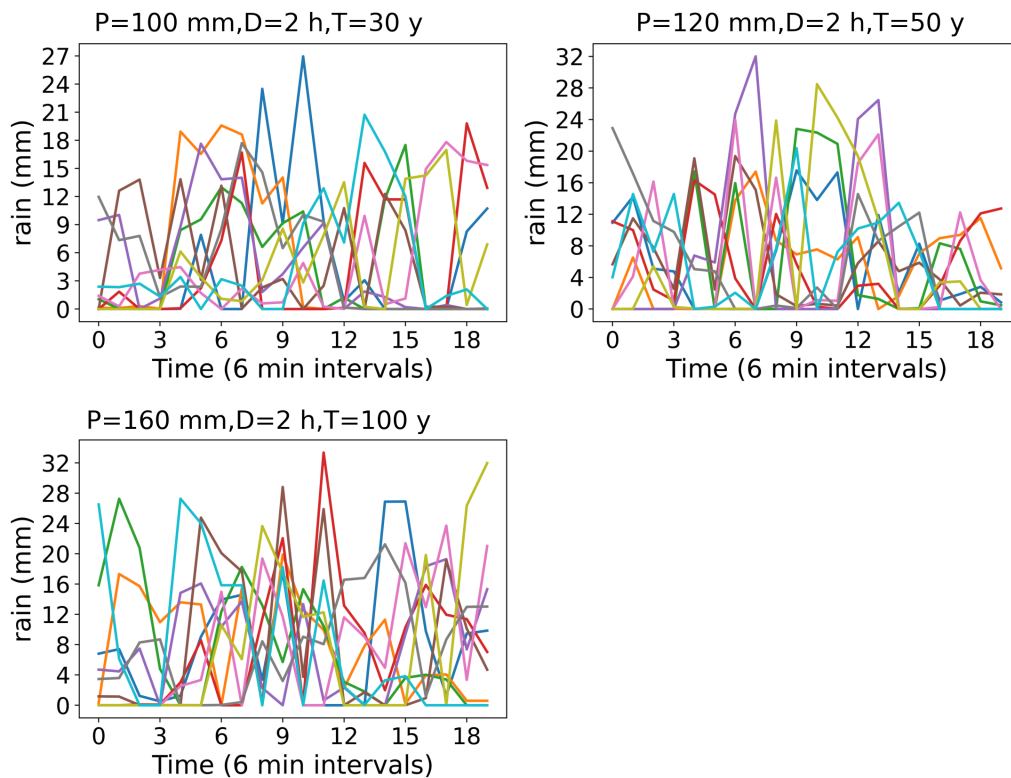 P=100 mm,D=2 h,T=30 y
27
24
21
18
15
12
9
6
3
0
rain (mm)
0 3 6 9 12 15 18
Time (6 min intervals)
P=120 mm,D=2 h,T=50 y
32
28
24
20
16
12
8
4
0
rain (mm)
0 3 6 9 12 15 18
Time (6 min intervals)
P=160 mm,D=2 h,T=100 y
32
28
24
20
16
12
8
4
0
rain (mm)
0 3 6 9 12 15 18
Time (6 min intervals)